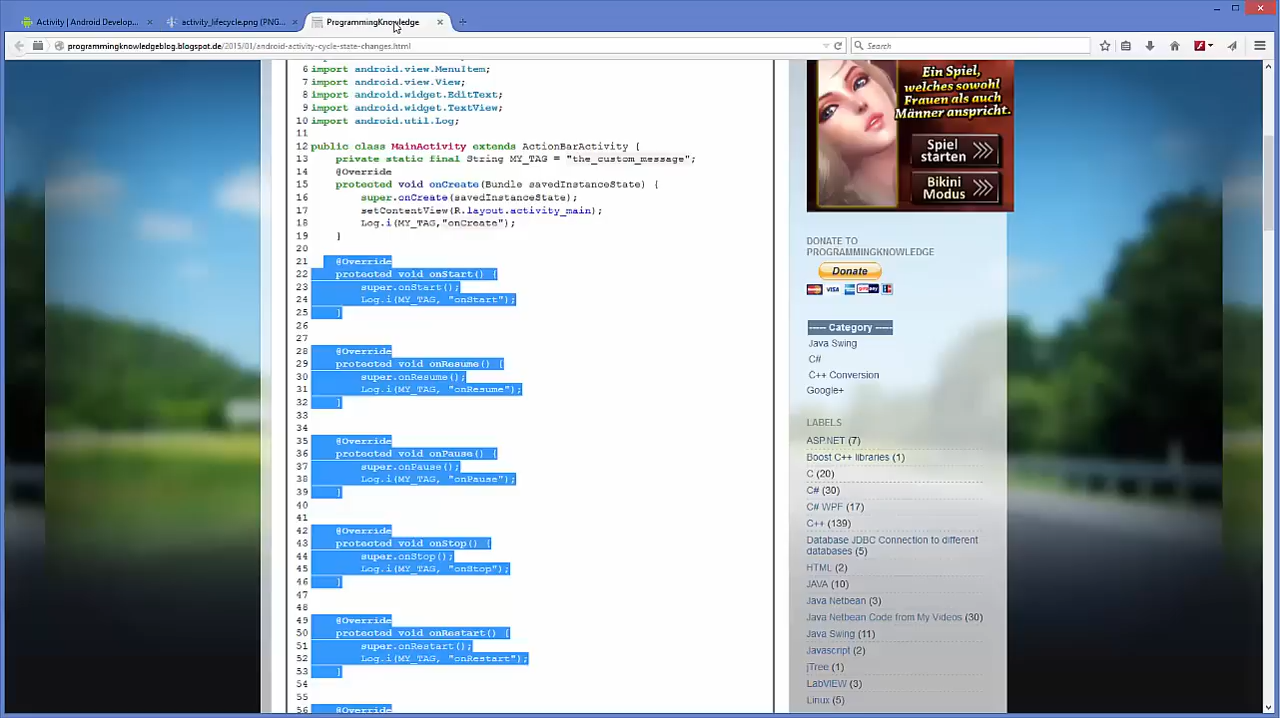 Activity | Android Develop...
activity_lifecycle.png (PNG...
ProgrammingKnowledge
programmingknowledgeblog.blogspot.de/2015/01/android-activity-cycle-state-changes.html
Search
6 import android.view.MenuItem;
7 import android.view.View;
8 import android.widget.EditText;
9 import android.widget.TextView;
10 import android.util.Log;
11
12 public class MainActivity extends ActionBarActivity {
13 private static final String MY_TAG = "the_custom_message";
14 @Override
15 protected void onCreate(Bundle savedInstanceState) {
16 super.onCreate(savedInstanceState);
17 setContentView(R.layout.activity_main);
18 Log.i(MY_TAG,"onCreate");
19 }
20
21 @Override
22 protected void onStart() {
23 super.onStart();
24 Log.i(MY_TAG, "onStart");
25 }
26
27
28 @Override
29 protected void onResume() {
30 super.onResume();
31 Log.i(MY_TAG, "onResume");
32 }
33
34
35 @Override
36 protected void onPause() {
37 super.onPause();
38 Log.i(MY_TAG, "onPause");
39 }
40
41
42 @Override
43 protected void onStop() {
44 super.onStop();
45 Log.i(MY_TAG, "onStop");
46 }
47
48
49 @Override
50 protected void onRestart() {
51 super.onRestart();
52 Log.i(MY_TAG, "onRestart");
53 }
54
55
56 @Override
Ein Spiel,
welches sowohl
Frauen als auch
Männer anspricht.
Spiel
starten
Bikini
Modus
DONATE TO
PROGRAMMINGKNOWLEDGE
Donate
VISA
----- Category -----
Java Swing
C#
C++ Conversion
Google+
LABELS
ASP.NET (7)
Boost C++ libraries (1)
C (20)
C# (30)
C# WPF (17)
C++ (139)
Database JDBC Connection to different
databases (5)
HTML (2)
JAVA (10)
Java Netbean (3)
Java Netbean Code from My Videos (30)
Java Swing (11)
Javascript (2)
jTree (1)
LabVIEW (3)
Linux (5)